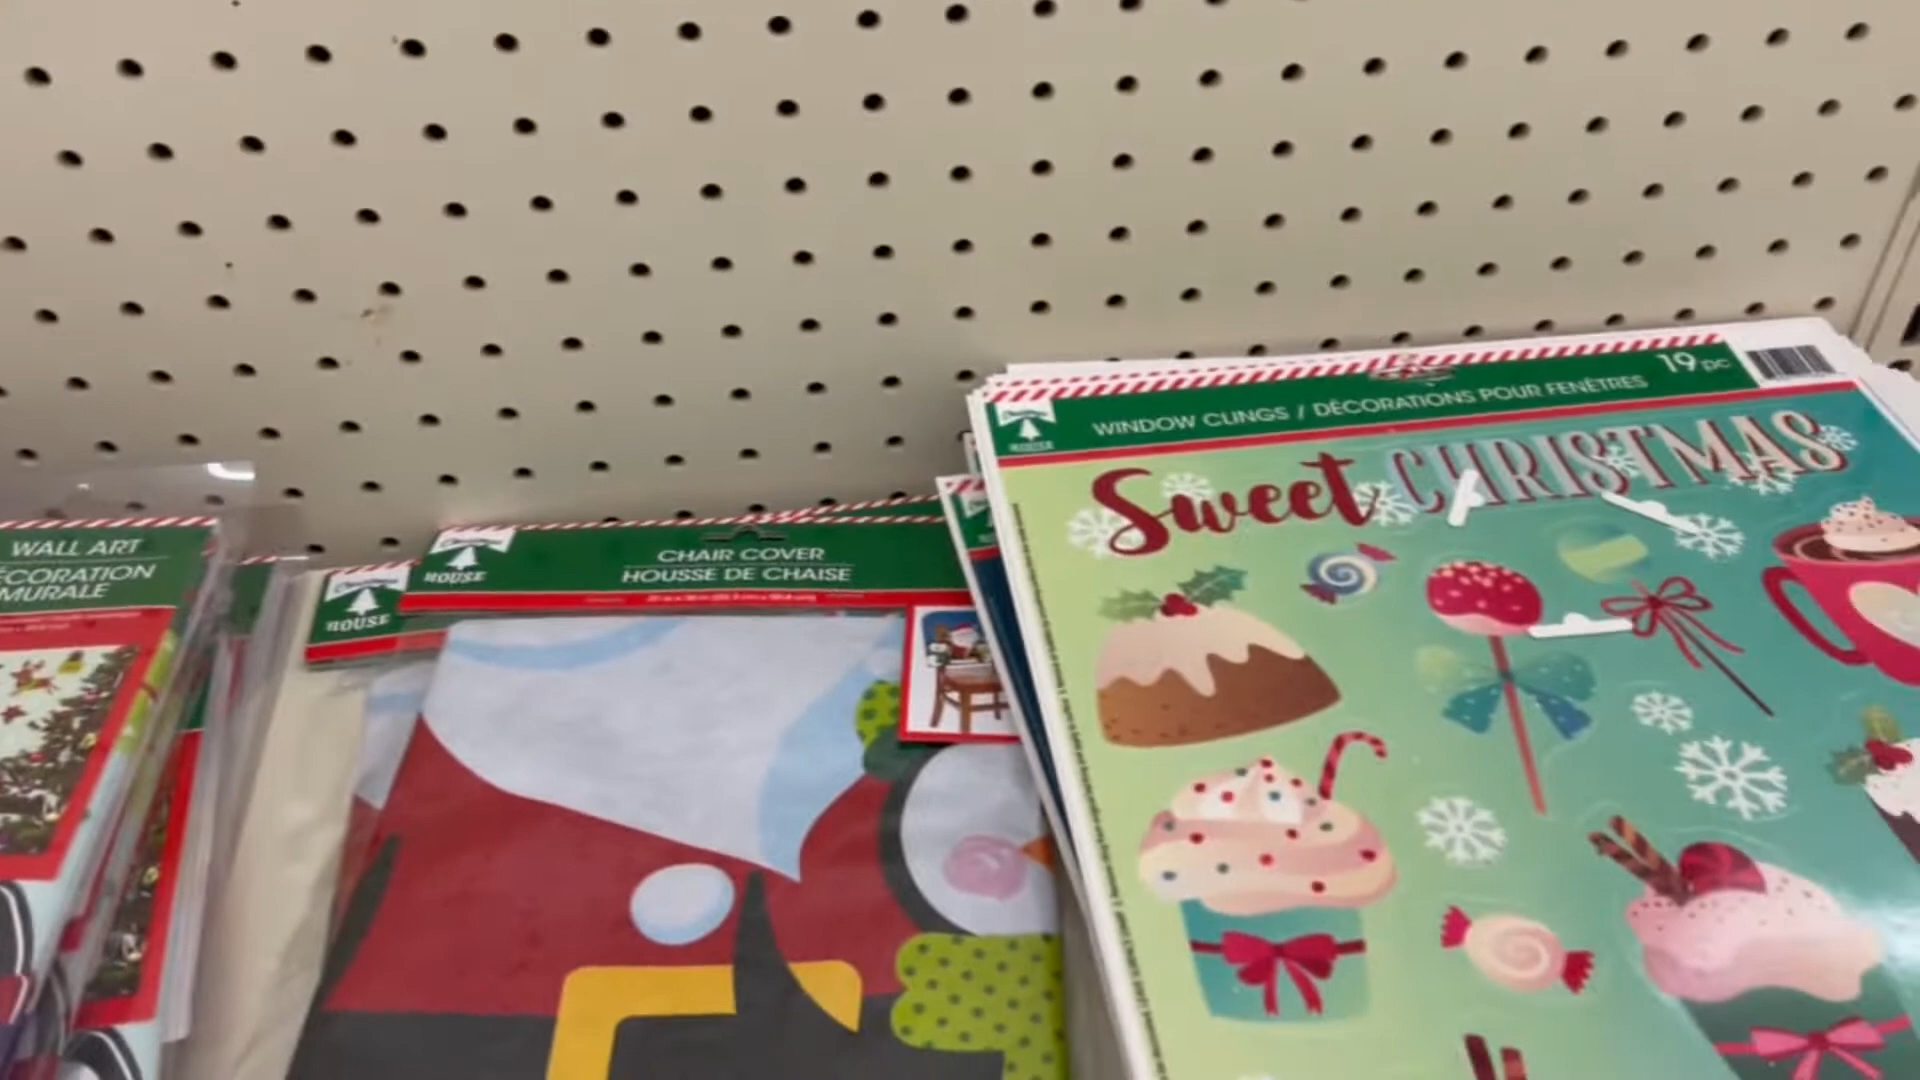 WALL ART
DÉCORATION
MURALE
HOUSE
HOUSE
CHAIR COVER
HOUSSE DE CHAISE
WINDOW CLINGS / DÉCORATIONS POUR FENÊTRES
19 pc
Sweet CHRISTMAS